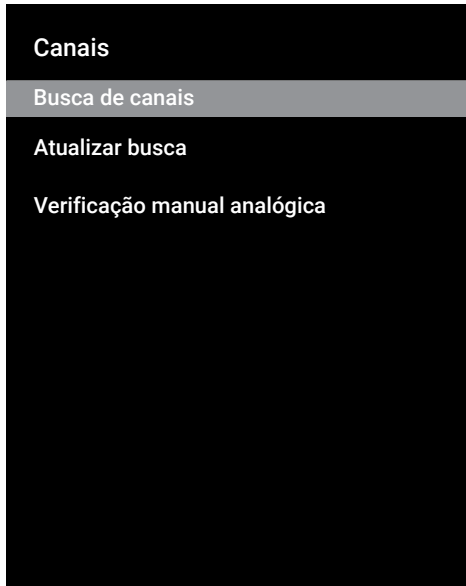 Canais
Busca de canais
Atualizar busca
Verificação manual analógica